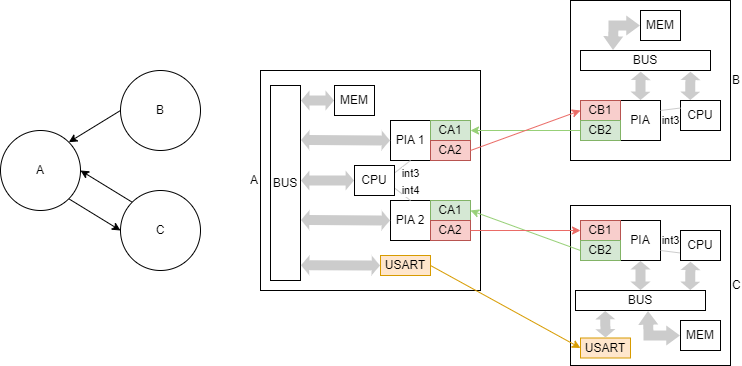 B
A
C
A
BUS
MEM
PIA 1
CA1
CA2
int3
CPU
int4
PIA 2
CA1
CA2
USART
MEM
BUS
B
CB1
CB2
PIA
int3
CPU
CB1
CB2
PIA
int3
CPU
BUS
C
USART
MEM